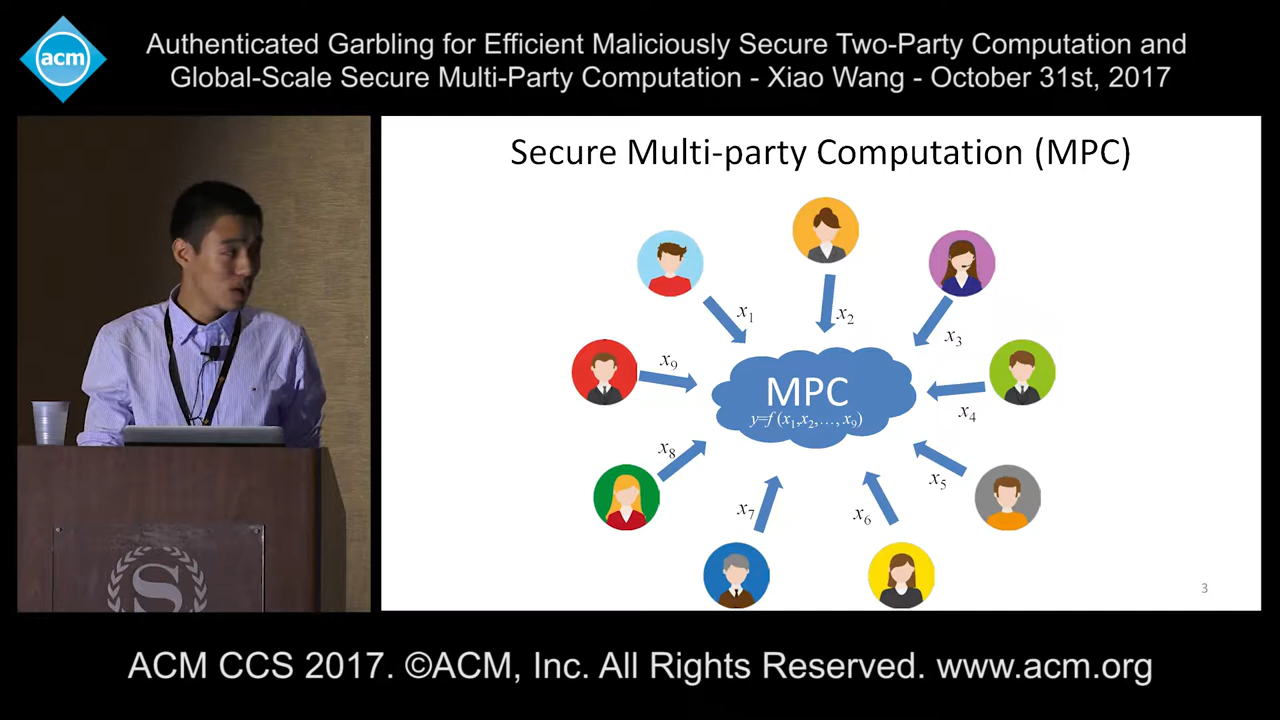 acm
Authenticated Garbling for Efficient Maliciously Secure Two-Party Computation and
Global-Scale Secure Multi-Party Computation - Xiao Wang - October 31st, 2017
Secure Multi-party Computation (MPC)
x1
x2
x3
x9
MPC
y=f (x1,x2,…, x9)
x4
x8
x5
x7
x6
S
3
ACM CCS 2017. ©ACM, Inc. All Rights Reserved. www.acm.org